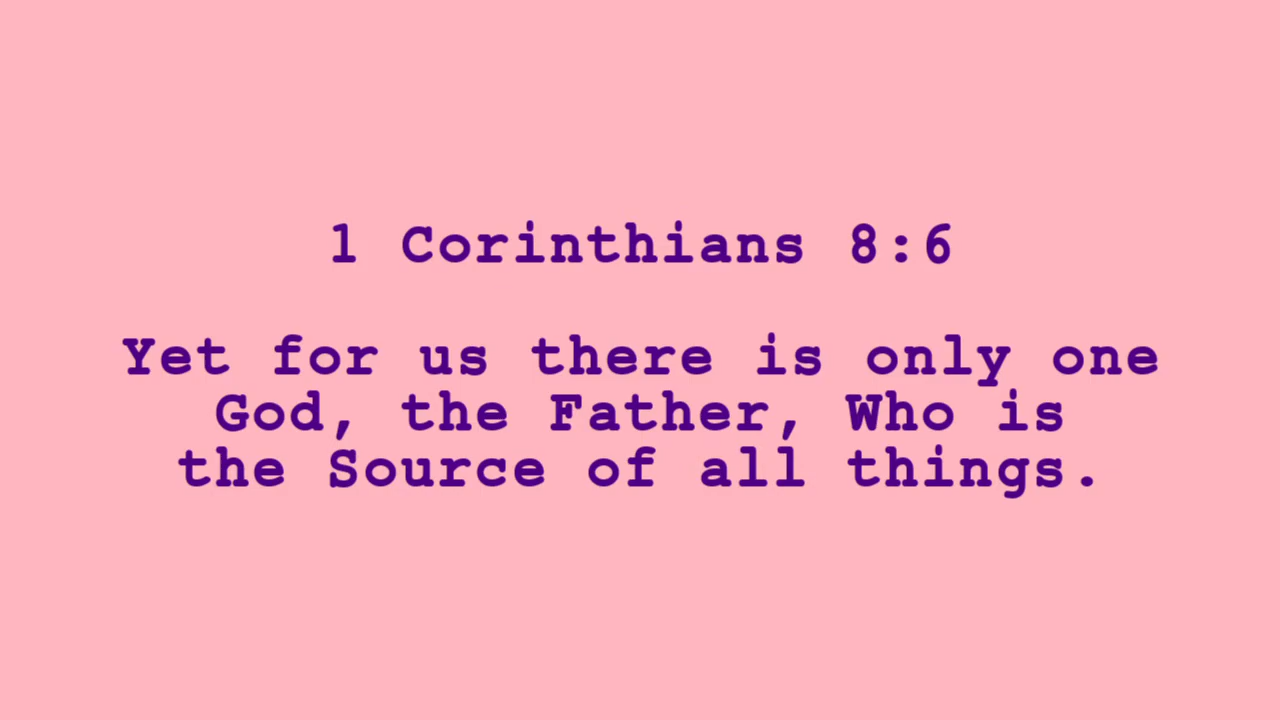 1 Corinthians 8:6
Yet for us there is only one
God, the Father, Who is
the Source of all things.